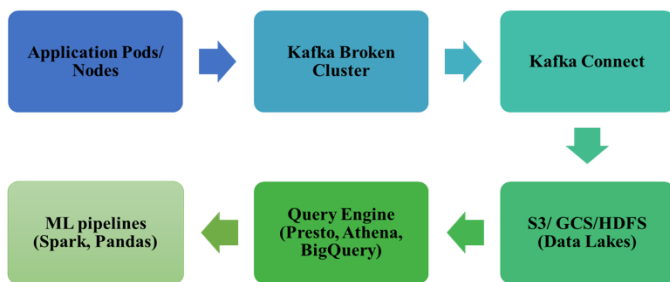 Application Pods/
Nodes
Kafka Broken
Cluster
Kafka Connect
S3/ GCS/HDFS
(Data Lakes)
Query Engine
(Presto, Athena,
BigQuery)
ML pipelines
(Spark, Pandas)